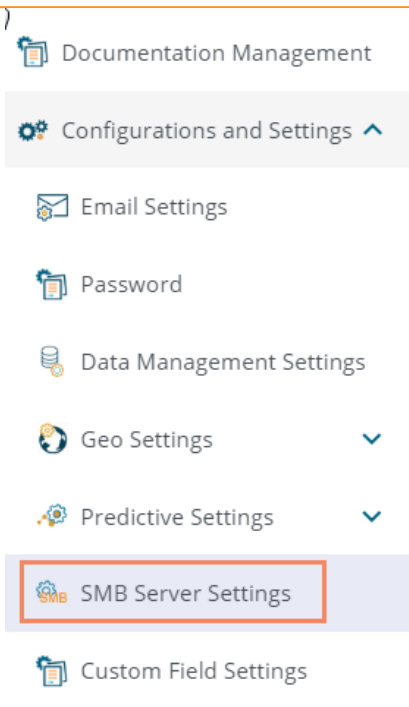 )
Documentation Management
Configurations and Settings
Email Settings
Password
Data Management Settings
Geo Settings
Predictive Settings
SMB SMB Server Settings
Custom Field Settings